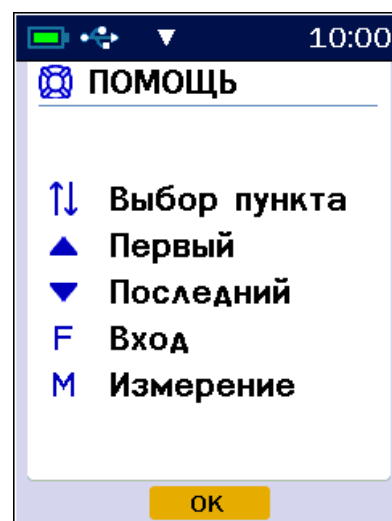 10:00
ПОМОЩЬ
Выбор пункта
Первый
Последний
F Вход
M Измерение
OK